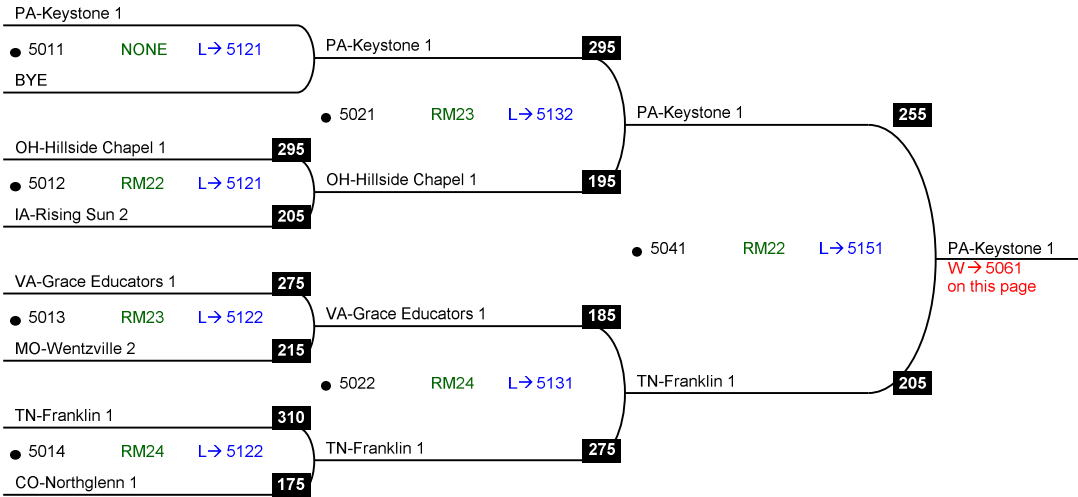 PA-Keystone 1
5011 NONE L→ 5121
BYE
PA-Keystone 1 295
5021 RM23 L→ 5132
OH-Hillside Chapel 1 195
OH-Hillside Chapel 1 295
5012 RM22 L→ 5121
IA-Rising Sun 2 205
PA-Keystone 1 255
5041 RM22 L→ 5151
TN-Franklin 1 205
PA-Keystone 1
W→ 5061
on this page
VA-Grace Educators 1 275
5013 RM23 L→ 5122
MO-Wentzville 2 215
VA-Grace Educators 1 185
5022 RM24 L→ 5131
TN-Franklin 1 275
TN-Franklin 1 310
5014 RM24 L→ 5122
CO-Northglenn 1 175